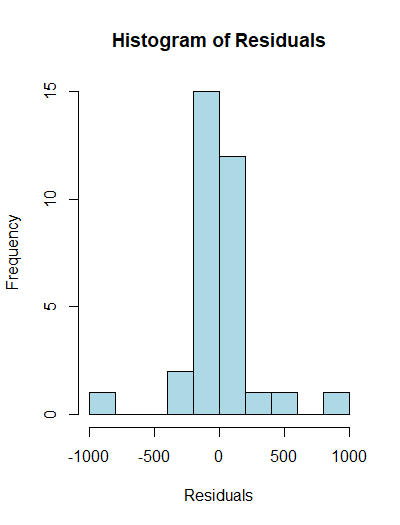 Histogram of Residuals
15
10
5
0
Frequency
-1000 -500 0 500 1000
Residuals